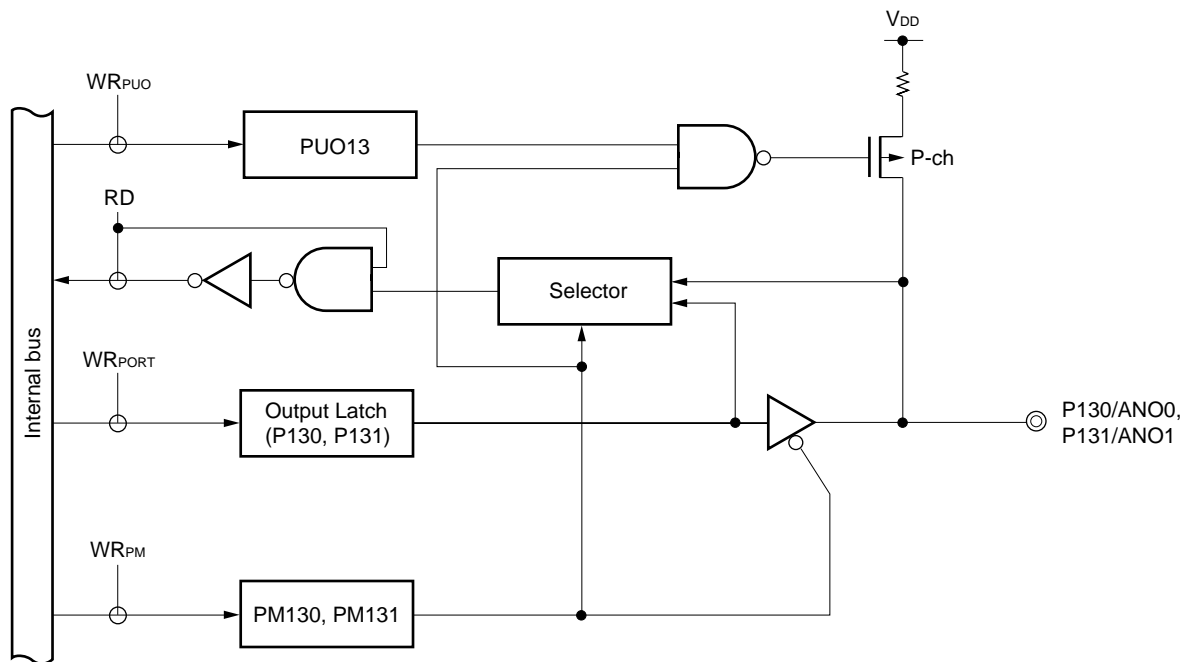 VDD
WRPUO
PUO13
P-ch
RD
Selector
Internal bus
WRPORT
Output Latch
(P130, P131)
P130/ANO0,
P131/ANO1
WRPM
PM130, PM131